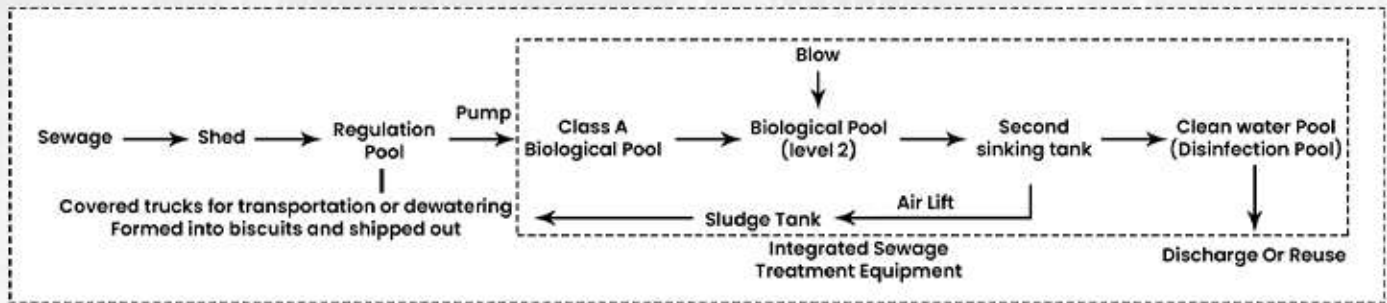 Blow
Pump
Sewage
Shed
Regulation
Pool
Class A
Biological Pool
Biological Pool
(level 2)
Second
sinking tank
Clean water Pool
(Disinfection Pool)
Covered trucks for transportation or dewatering
Formed into biscuits and shipped out
Sludge Tank
Air Lift
Integrated Sewage
Treatment Equipment
Discharge Or Reuse